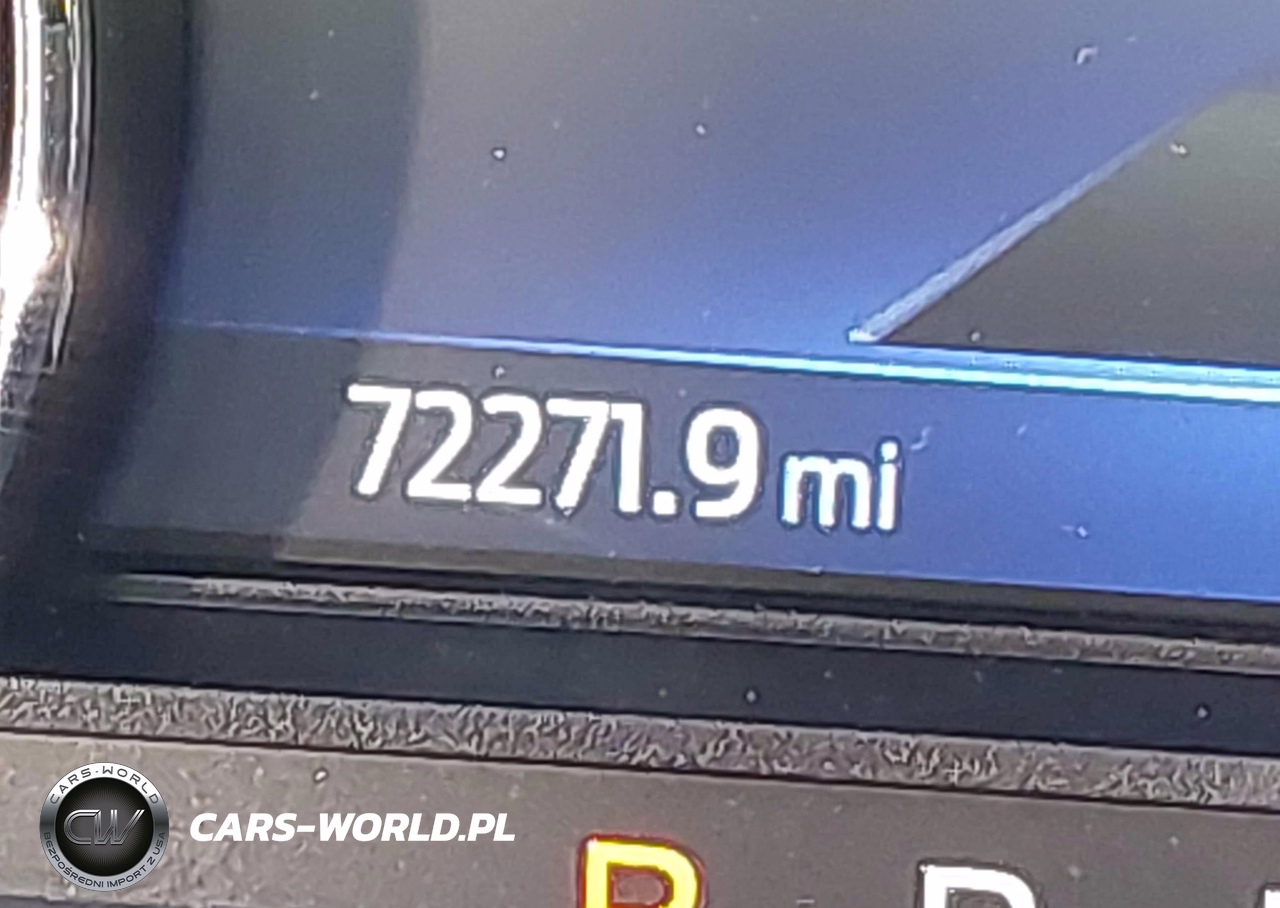 72271.9 mi
CARS-WORLD
CW
BEZPOŚREDNI IMPORT Z USA
CARS-WORLD.PL